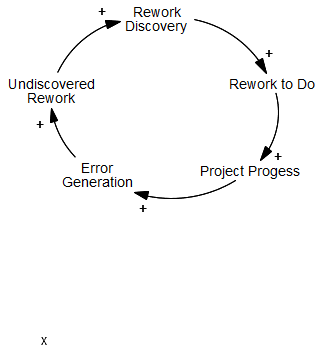 +
Rework
Discovery
+
Undiscovered
Rework
Rework to Do
+
+
Error
Generation
Project Progess
+
x